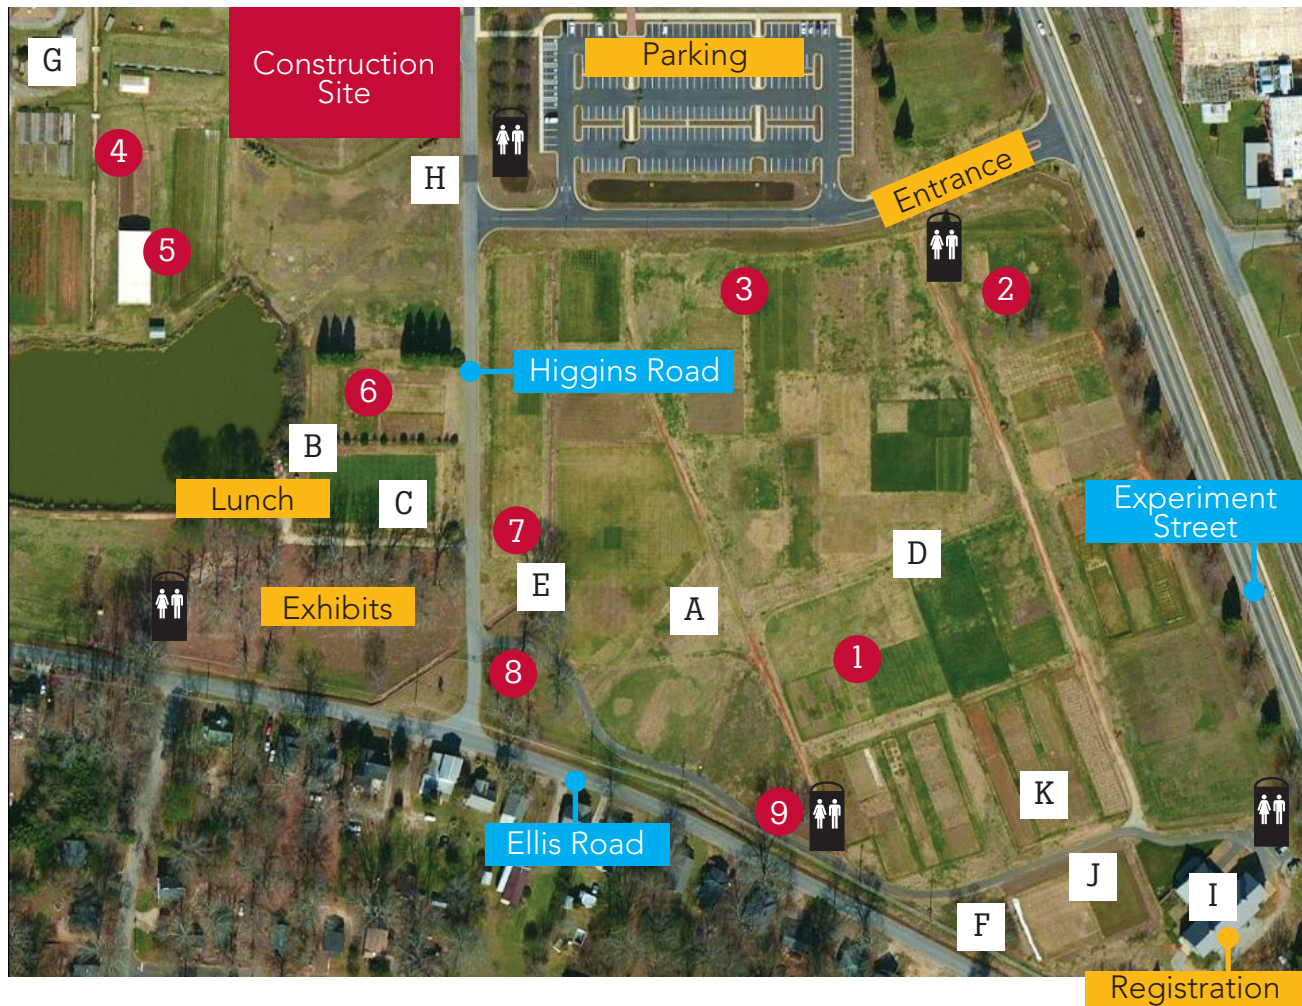 G
Construction
Site
Parking
4
H
Entrance
5
3
2
Higgins Road
6
B
Lunch
C
Experiment
Street
7
D
E
Exhibits
A
8
1
K
9
Ellis Road
J
I
F
Registration